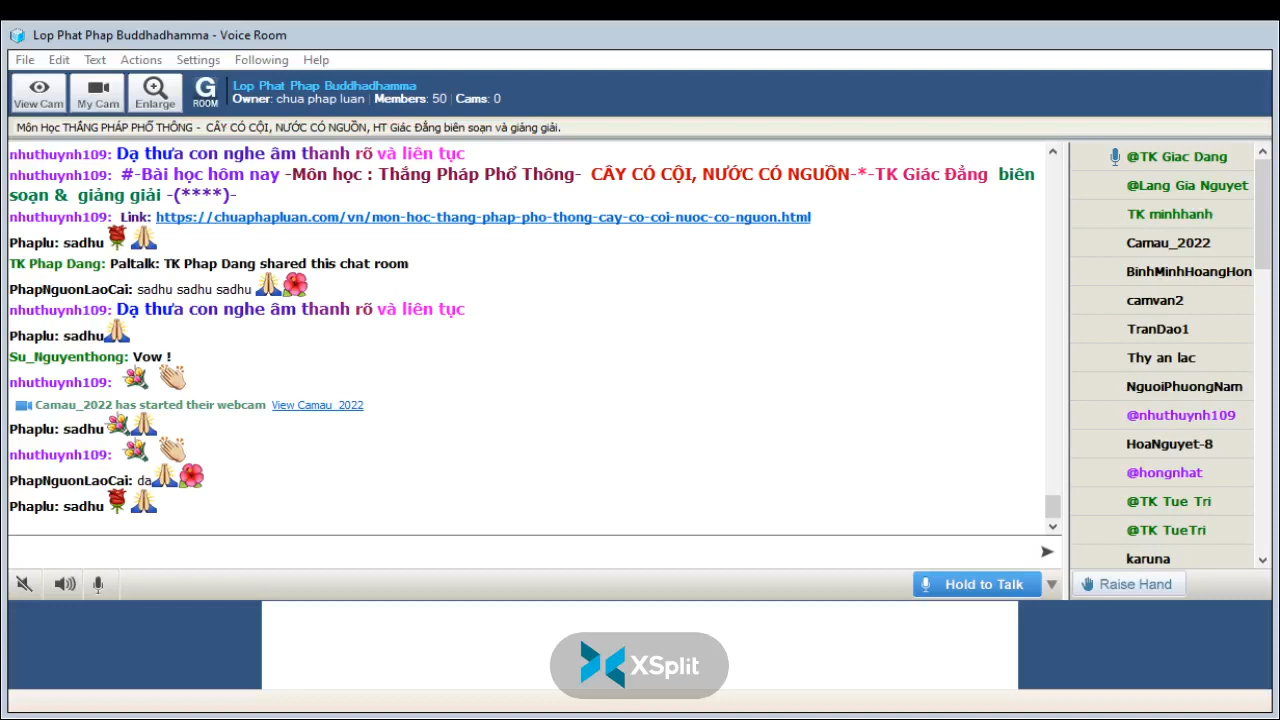 Lop Phat Phap Buddhadhamma - Voice Room
File Edit Text Actions Settings Following Help
View Cam My Cam Enlarge G ROOM
Lop Phat Phap Buddhadhamma
Owner: chua phap luan | Members: 50 | Cams: 0
Môn Học THẮNG PHÁP PHỔ THÔNG - CÂY CÓ CỘI, NƯỚC CÓ NGUỒN, HT Giác Đẳng biên soạn và giảng giải.
nhuthuynh109: Dạ thưa con nghe âm thanh rõ và liên tục
nhuthuynh109: #-Bài học hôm nay -Môn học : Thắng Pháp Phổ Thông- CÂY CÓ CỘI, NƯỚC CÓ NGUỒN-*-TK Giác Đẳng biên
soạn & giảng giải -(****)-
nhuthuynh109: Link: https://chuaphapluan.com/vn/mon-hoc-thang-phap-pho-thong-cay-co-coi-nuoc-co-nguon.html
Phaplu: sadhu
TK Phap Dang: Paltalk: TK Phap Dang shared this chat room
PhapNguonLaoCai: sadhu sadhu sadhu
nhuthuynh109: Dạ thưa con nghe âm thanh rõ và liên tục
Phaplu: sadhu
Su_Nguyenthong: Vow !
nhuthuynh109:
Camau_2022 has started their webcam View Camau_2022
Phaplu: sadhu
nhuthuynh109:
PhapNguonLaoCai: da
Phaplu: sadhu
@TK Giac Dang
@Lang Gia Nguyet
TK minhhanh
Camau_2022
BinhMinhHoangHon
camvan2
TranDao1
Thy an lac
NguoiPhuongNam
@nhuthuynh109
HoaNguyet-8
@hongnhat
@TK Tue Tri
@TK TueTri
karuna
Hold to Talk
Raise Hand
XSplit